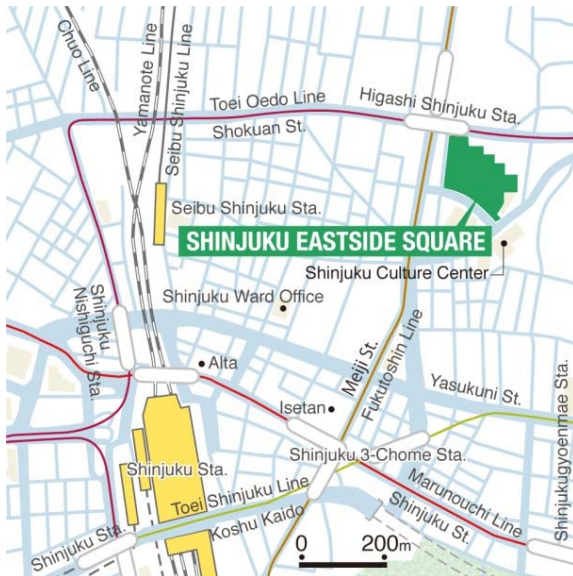 Chuo Line
Yamanote Line
Seibu Shinjuku Line
Toei Oedo Line
Shokuan St.
Higashi Shinjuku Sta.
Seibu Shinjuku Sta.
SHINJUKU EASTSIDE SQUARE
Shinjuku Culture Center
Shinjuku Ward Office
Shinjuku
Nishiguchi Sta.
Alta
Isetan
Meiji St.
Fukutoshin Line
Yasukuni St.
Shinjuku 3-Chome Sta.
Shinjuku Sta.
Toei Shinjuku Line
Koshu Kaido
Shinjuku Sta.
Marunouchi Line
Shinjuku St.
Shinjukugyoenmae Sta.
0 200m